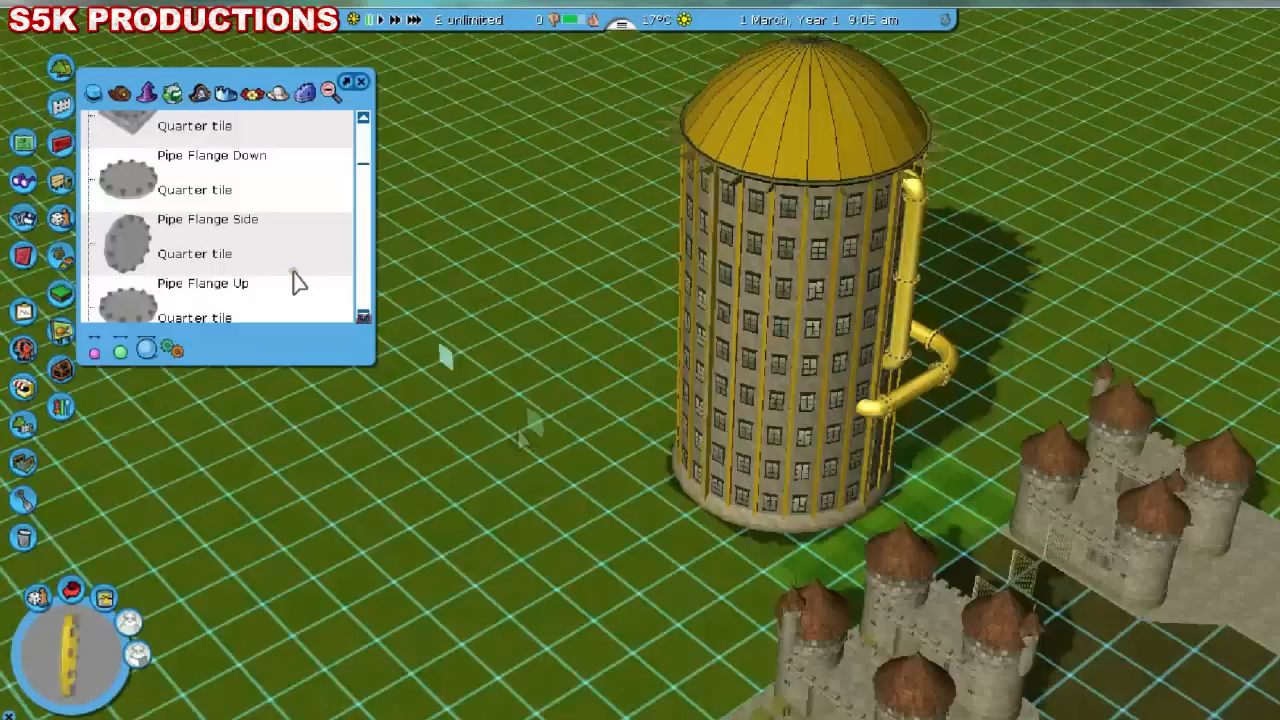 S5K PRODUCTIONS
£ unlimited 0 17°C 1 March, Year 1 9:05 am
Quarter tile
Pipe Flange Down
Quarter tile
Pipe Flange Side
Quarter tile
Pipe Flange Up
Quarter tile